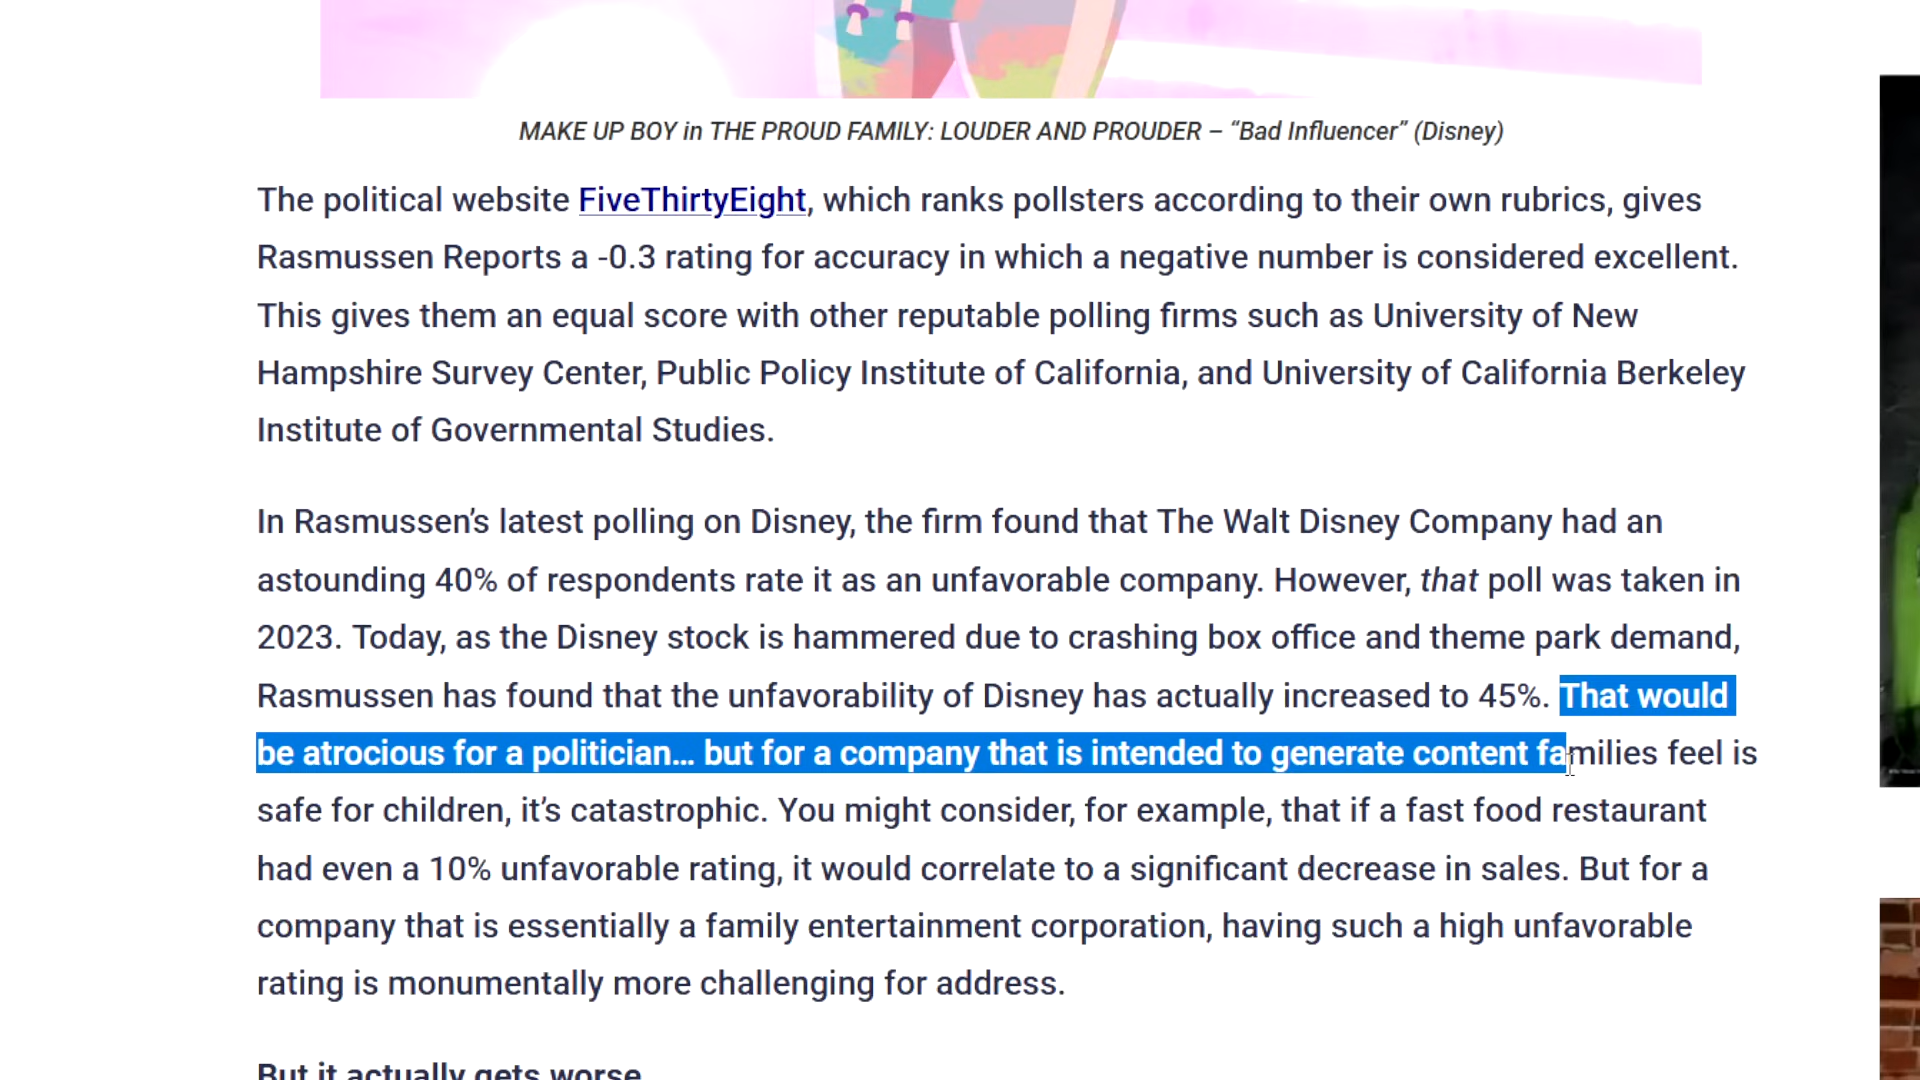 MAKE UP BOY in THE PROUD FAMILY: LOUDER AND PROUDER – “Bad Influencer” (Disney)
The political website FiveThirtyEight, which ranks pollsters according to their own rubrics, gives
Rasmussen Reports a -0.3 rating for accuracy in which a negative number is considered excellent.
This gives them an equal score with other reputable polling firms such as University of New
Hampshire Survey Center, Public Policy Institute of California, and University of California Berkeley
Institute of Governmental Studies.
In Rasmussen’s latest polling on Disney, the firm found that The Walt Disney Company had an
astounding 40% of respondents rate it as an unfavorable company. However, that poll was taken in
2023. Today, as the Disney stock is hammered due to crashing box office and theme park demand,
Rasmussen has found that the unfavorability of Disney has actually increased to 45%. That would
be atrocious for a politician… but for a company that is intended to generate content families feel is
safe for children, it’s catastrophic. You might consider, for example, that if a fast food restaurant
had even a 10% unfavorable rating, it would correlate to a significant decrease in sales. But for a
company that is essentially a family entertainment corporation, having such a high unfavorable
rating is monumentally more challenging for address.
But it actually gets worse